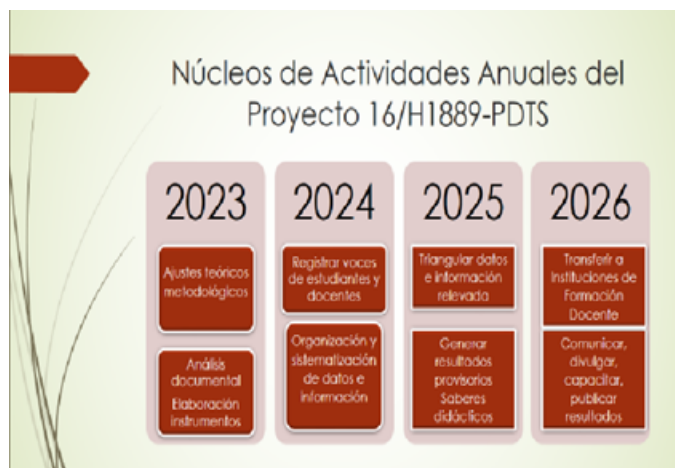 Núcleos de Actividades Anuales del
Proyecto 16/H1889-PDTS
2023
Ajustes teóricos
metodológicos
Análisis
documental
Elaboración
instrumentos
2024
Registrar voces
de estudiantes y
docentes
Organización y
sistematización
de datos e
información
2025
Triangular datos
e información
relevada
Generar
resultados
provisorios
Saberes
didácticos
2026
Transferir a
Instituciones de
Formación
Docente
Comunicar,
divulgar,
capacitar,
publicar
resultados